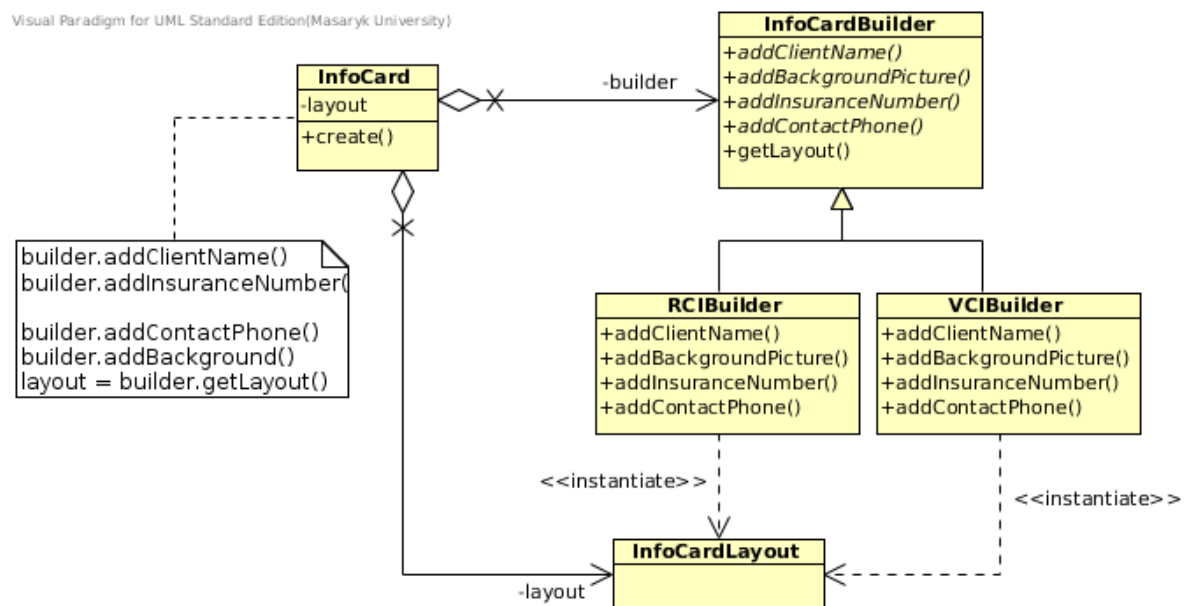 Visual Paradigm for UML Standard Edition(Masaryk University)
InfoCard
-layout
+create()
-builder
InfoCardBuilder
+addClientName()
+addBackgroundPicture()
+addInsuranceNumber()
+addContactPhone()
+getLayout()
builder.addClientName()
builder.addInsuranceNumber(
builder.addContactPhone()
builder.addBackground()
layout = builder.getLayout()
RCIBuilder
+addClientName()
+addBackgroundPicture()
+addInsuranceNumber()
+addContactPhone()
VCIBuilder
+addClientName()
+addBackgroundPicture()
+addInsuranceNumber()
+addContactPhone()
<<instantiate>>
<<instantiate>>
InfoCardLayout
-layout